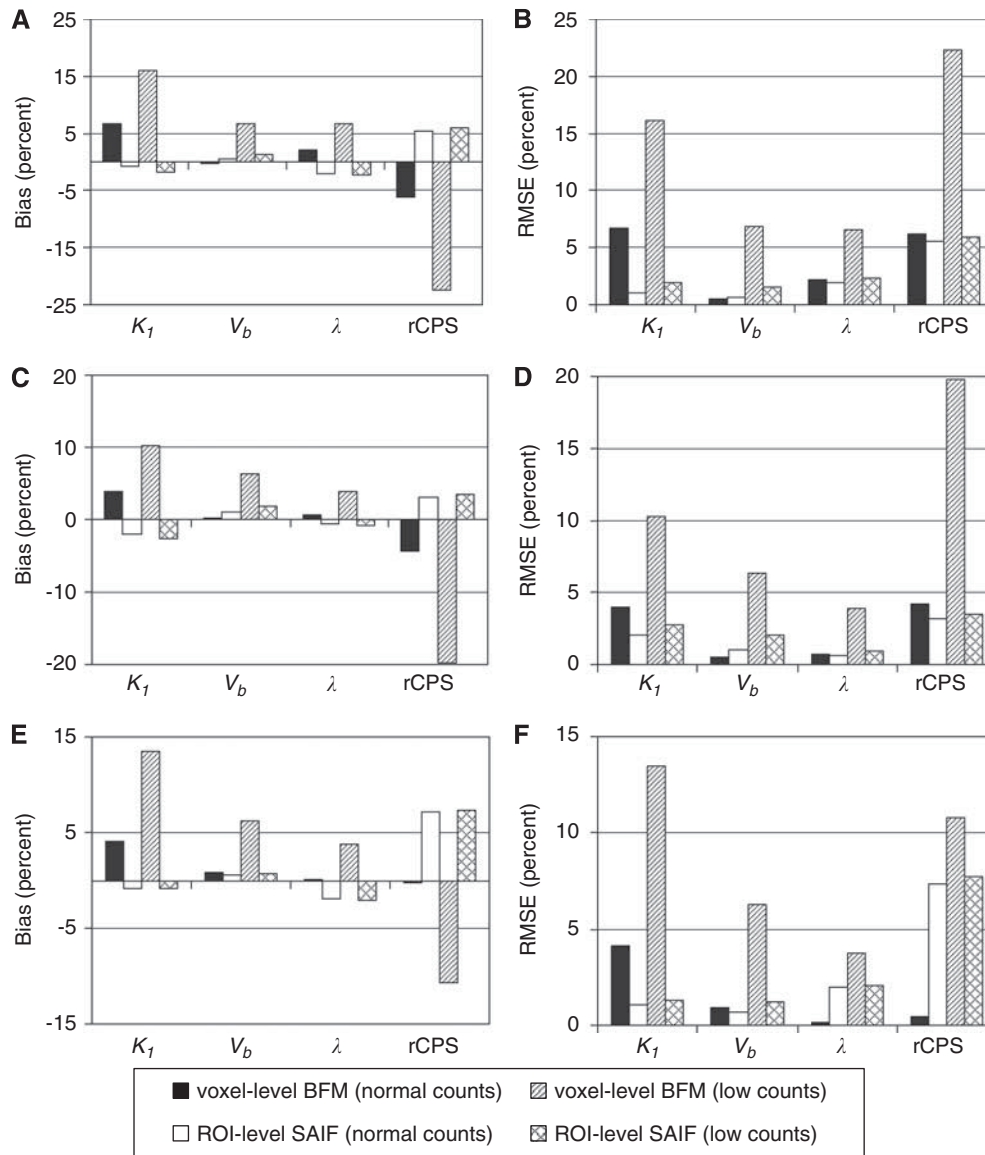 A
B
25
15
5
-5
-15
-25
Bias (percent)
K1
Vb
λ
rCPS
25
20
15
10
5
0
RMSE (percent)
K1
Vb
λ
rCPS
C
D
20
10
0
-10
-20
Bias (percent)
K1
Vb
λ
rCPS
20
15
10
5
0
RMSE (percent)
K1
Vb
λ
rCPS
E
F
15
5
-5
-15
Bias (percent)
K1
Vb
λ
rCPS
15
10
5
0
RMSE (percent)
K1
Vb
λ
rCPS
voxel-level BFM (normal counts)
voxel-level BFM (low counts)
ROI-level SAIF (normal counts)
ROI-level SAIF (low counts)